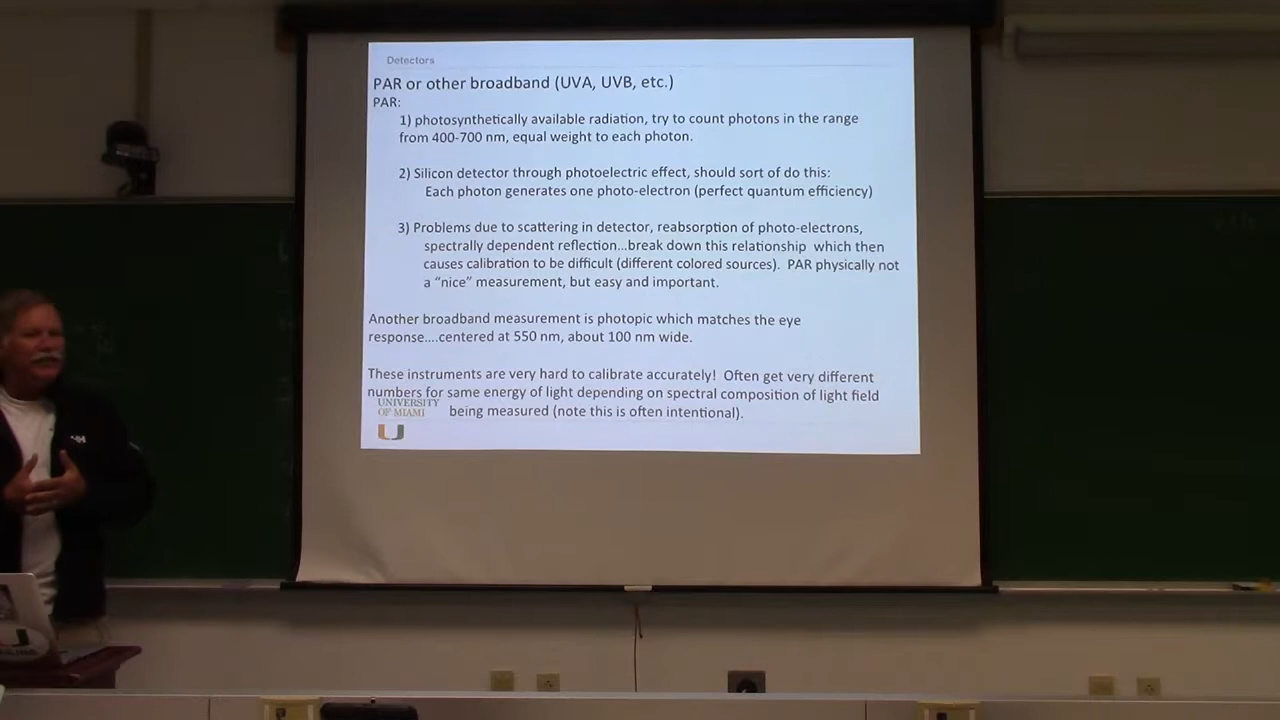 Detectors
PAR or other broadband (UVA, UVB, etc.)
PAR:
1) photosynthetically available radiation, try to count photons in the range
from 400-700 nm, equal weight to each photon.
2) Silicon detector through photoelectric effect, should sort of do this:
Each photon generates one photo-electron (perfect quantum efficiency)
3) Problems due to scattering in detector, reabsorption of photo-electrons,
spectrally dependent reflection...break down this relationship which then
causes calibration to be difficult (different colored sources). PAR physically not
a “nice” measurement, but easy and important.
Another broadband measurement is photopic which matches the eye
response....centered at 550 nm, about 100 nm wide.
These instruments are very hard to calibrate accurately! Often get very different
numbers for same energy of light depending on spectral composition of light field
being measured (note this is often intentional).
UNIVERSITY
OF MIAMI
U
HH
U